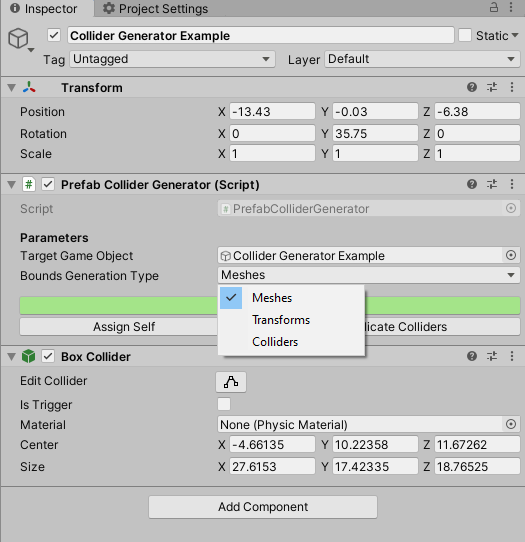 Inspector Project Settings
Collider Generator Example Static
Tag Untagged Layer Default
Transform
Position X -13.43 Y -0.03 Z -6.38
Rotation X 0 Y 35.75 Z 0
Scale X 1 Y 1 Z 1
# Prefab Collider Generator (Script)
Script # PrefabColliderGenerator
Parameters
Target Game Object Collider Generator Example
Bounds Generation Type Meshes
Meshes
Transforms
Colliders
Assign Self licate Colliders
Box Collider
Edit Collider
Is Trigger
Material None (Physic Material)
Center X -4.66135 Y 10.22358 Z 11.67262
Size X 27.6153 Y 17.42335 Z 18.76525
Add Component